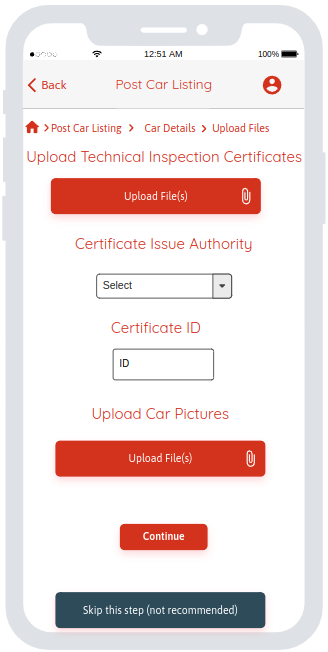 12:51 AM 100%
Back Post Car Listing
Post Car Listing Car Details Upload Files
Upload Technical Inspection Certificates
Upload File(s)
Certificate Issue Authority
Select
Certificate ID
ID
Upload Car Pictures
Upload File(s)
Continue
Skip this step (not recommended)